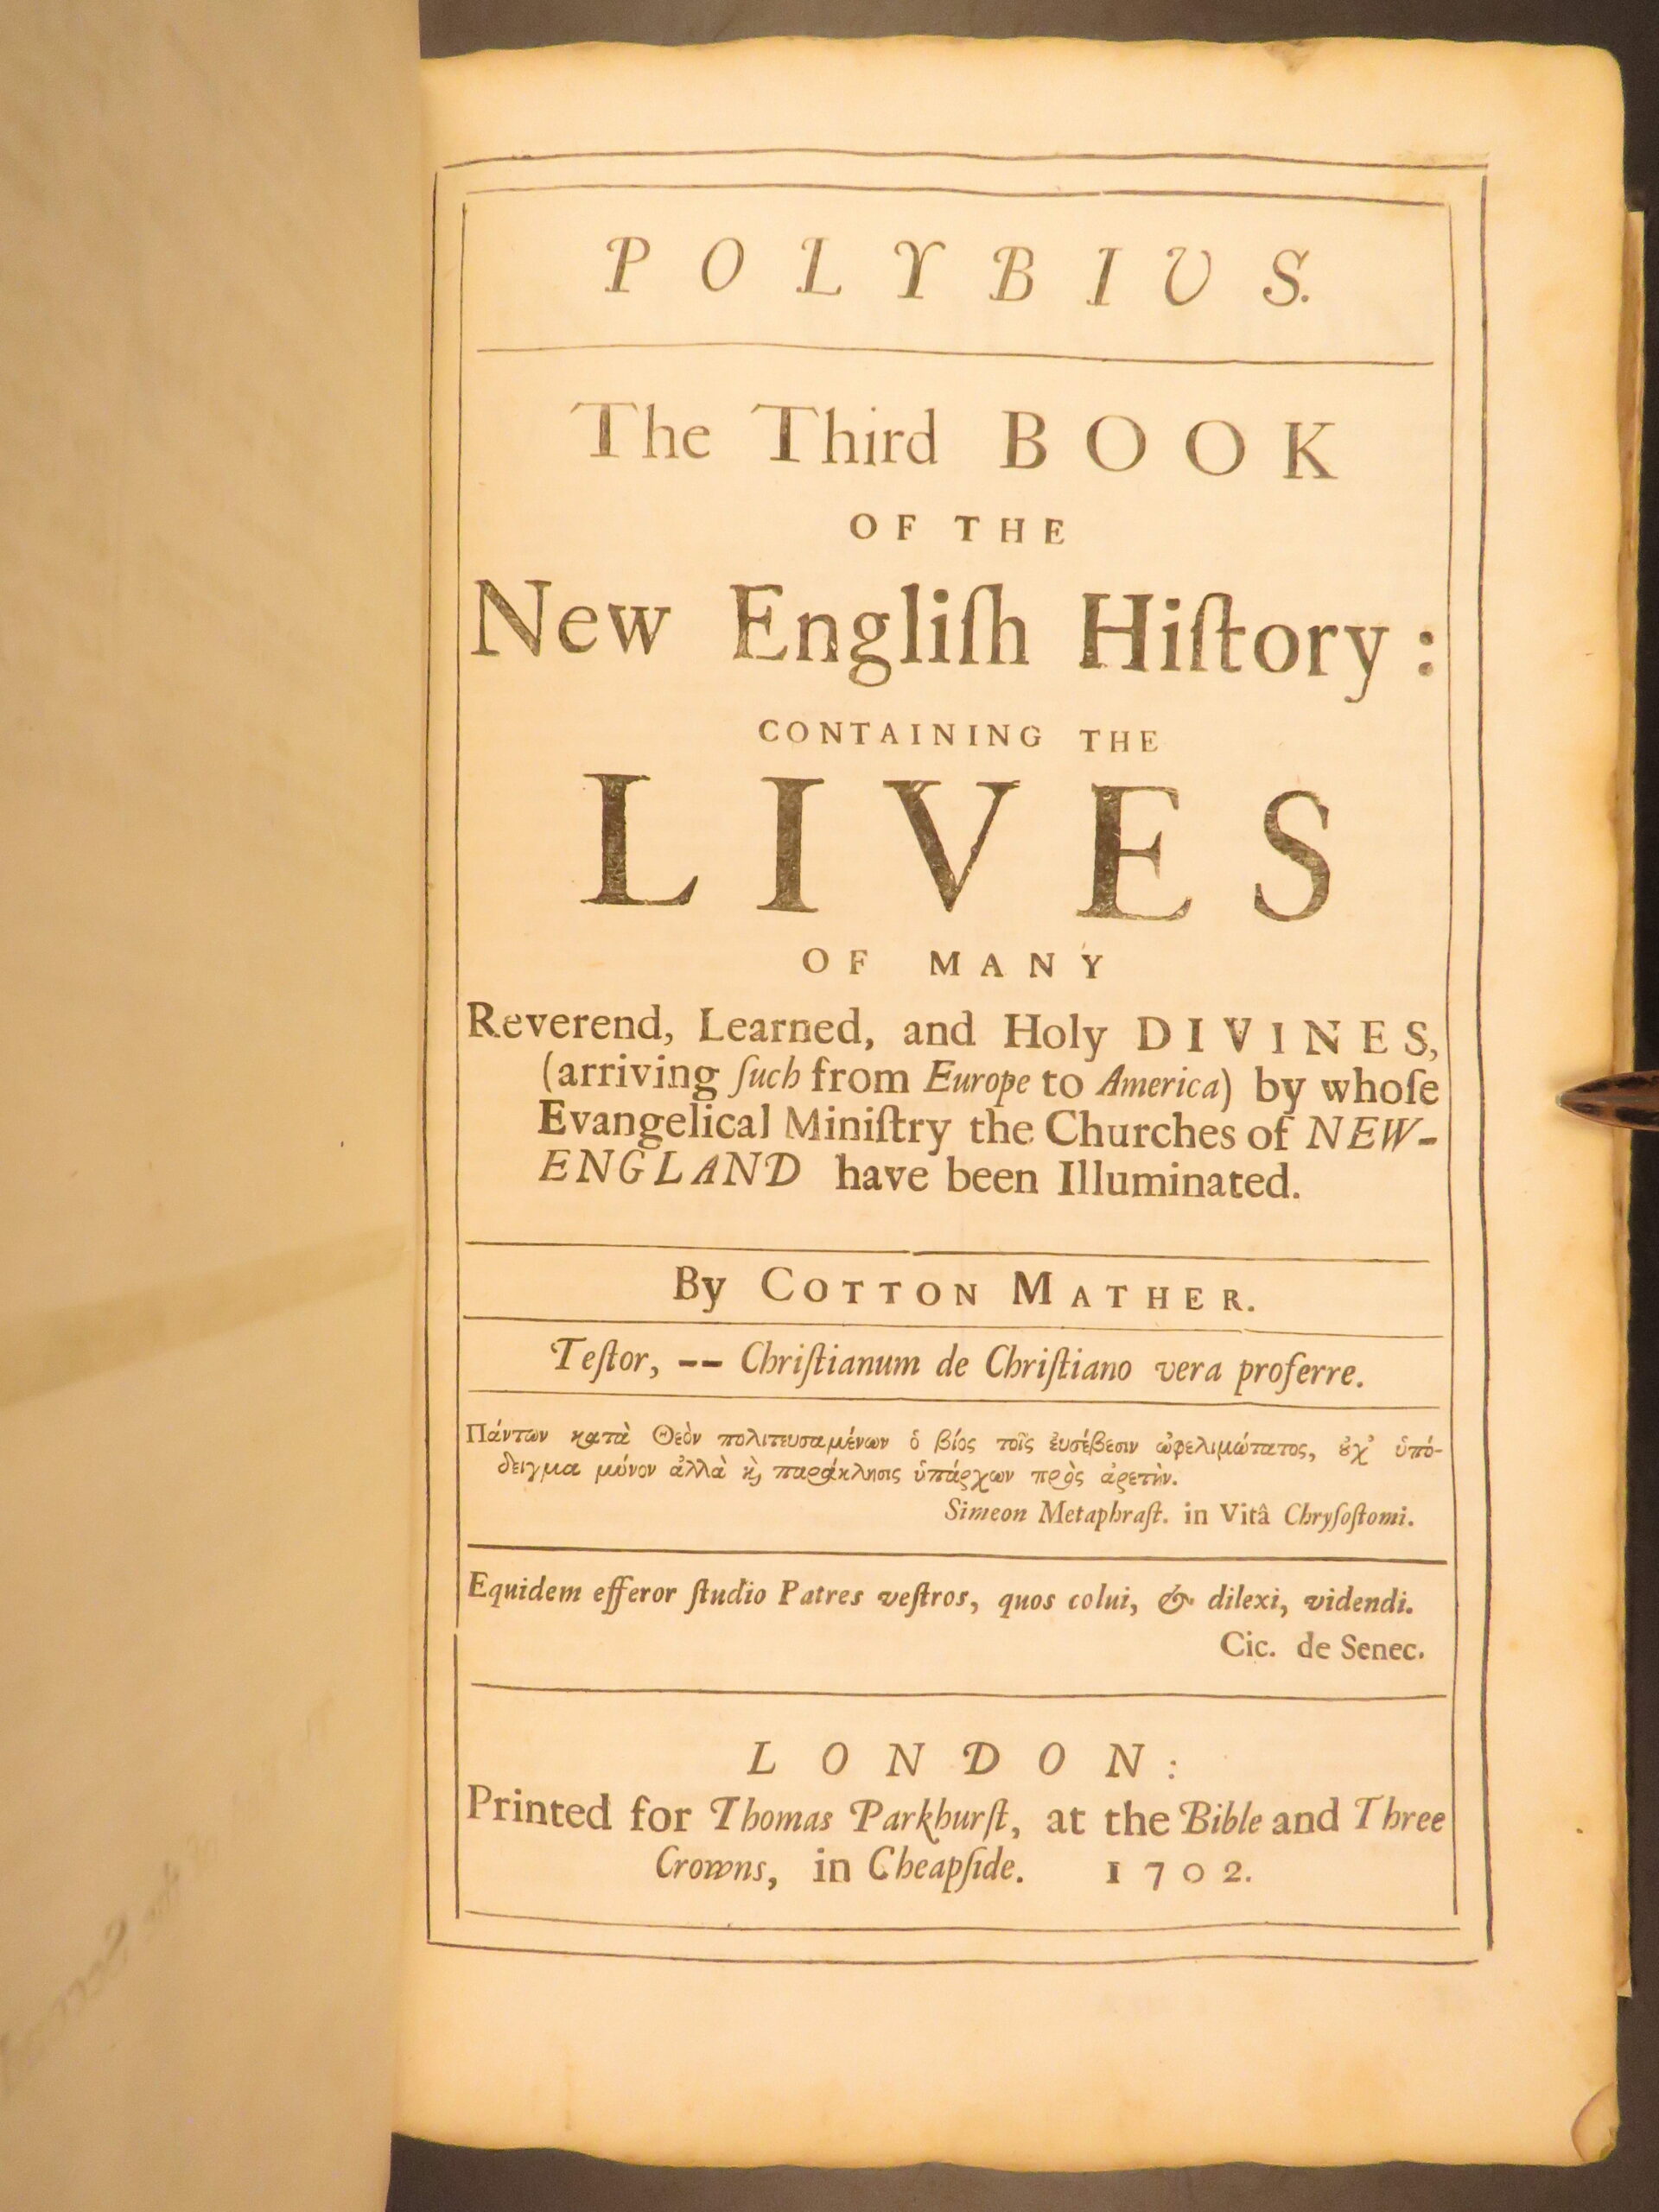 POLYBIUS.
The Third BOOK
OF THE
New Engliſh Hiſtory:
CONTAINING THE
LIVES
OF MANY
Reverend, Learned, and Holy DIVINES,
(arriving ſuch from Europe to America) by whoſe
Evangelical Miniſtry the Churches of NEW-
ENGLAND have been Illuminated.
By COTTON MATHER.
Teſtor, -- Chriſtianum de Chriſtiano vera proferre.
Πάντων κατὰ Θεὸν πολιτευσαμένων ὁ βίος τοῖς ἐυσέβεσιν ὠφελιμώτατος, ȣχ' ὑπό-
δειγμα μόνον ἀλλὰ ϗ παράκλησις ὑπάρχων πρὸς ἀρετὴν.
Simeon Metaphraſt. in Vitâ Chryſoſtomi.
Equidem efferor ſtudio Patres veſtros, quos colui, & dilexi, videndi.
Cic. de Senec.
LONDON:
Printed for Thomas Parkhurſt, at the Bible and Three
Crowns, in Cheapſide. 1702.